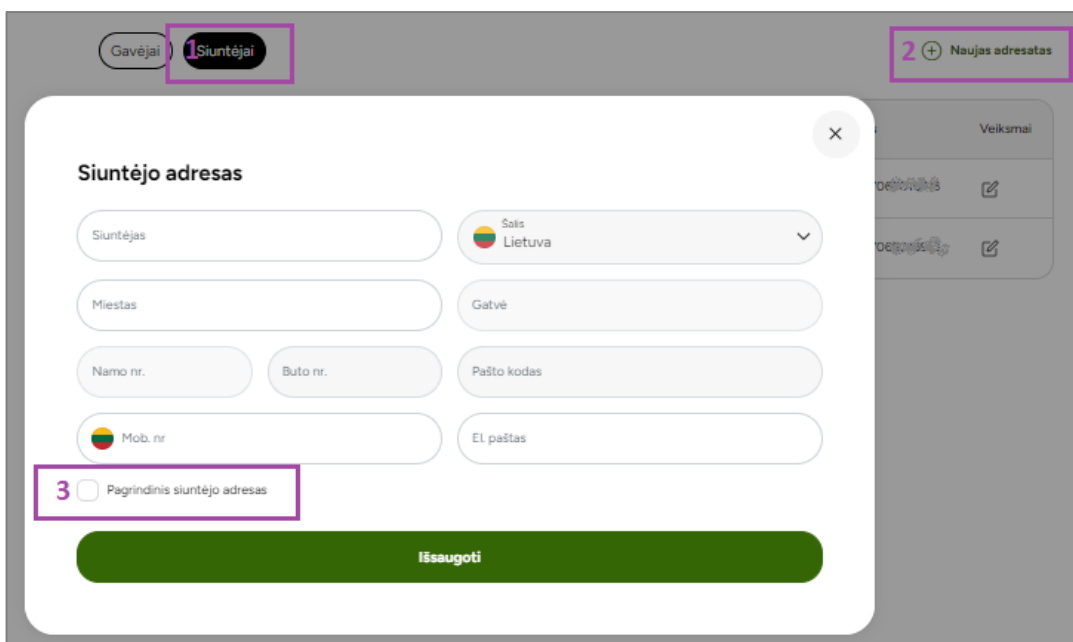 Gavėjai
1 Siuntėjai
2 Naujas adresatas
Veiksmai
Siuntėjo adresas
Siuntėjas
Šalis
Lietuva
Miestas
Gatvė
Namo nr.
Buto nr.
Pašto kodas
Mob. nr
El. paštas
3 Pagrindinis siuntėjo adresas
Išsaugoti